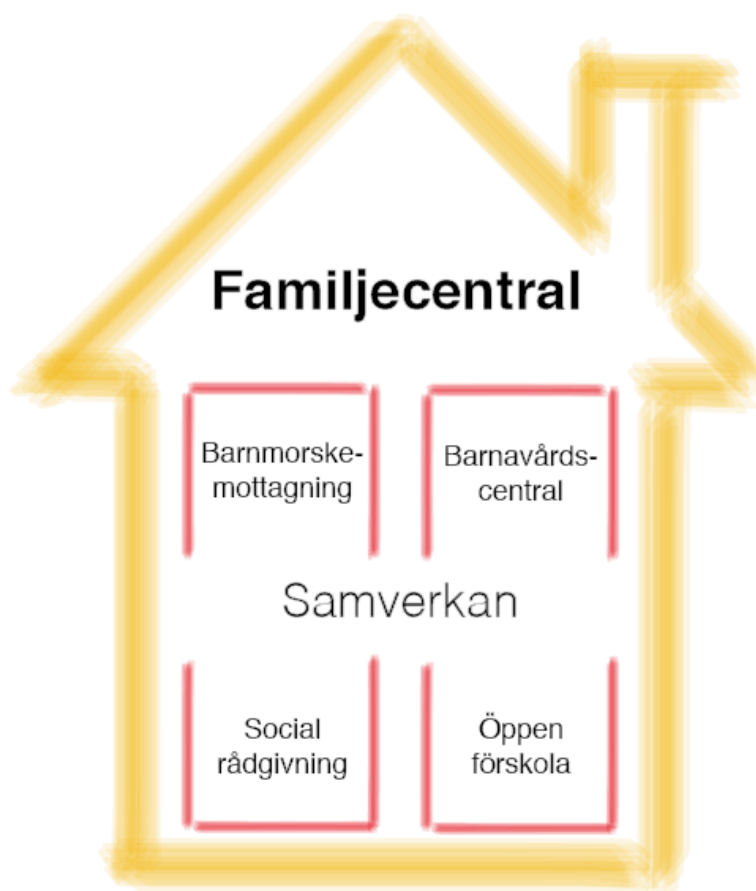 Familjecentral
Barnmorske-
mottagning
Barnavårds-
central
Samverkan
Social
rådgivning
Öppen
förskola